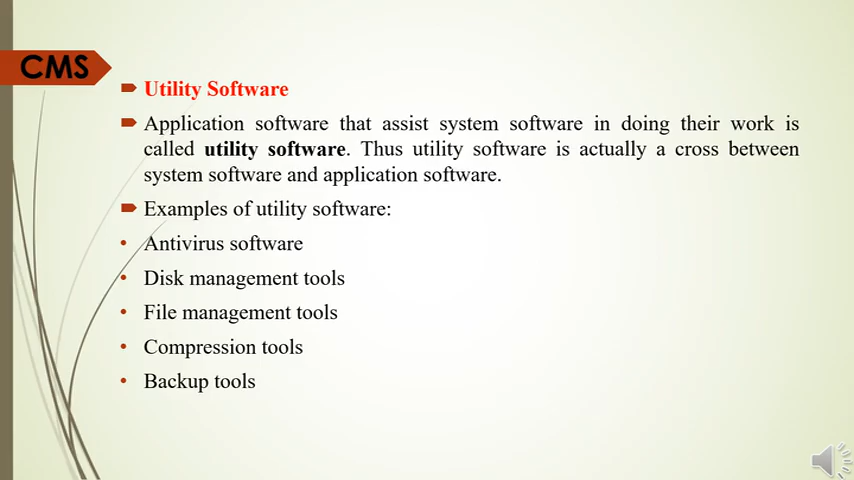 CMS
Utility Software
Application software that assist system software in doing their work is
called utility software. Thus utility software is actually a cross between
system software and application software.
Examples of utility software:
Antivirus software
Disk management tools
File management tools
Compression tools
Backup tools